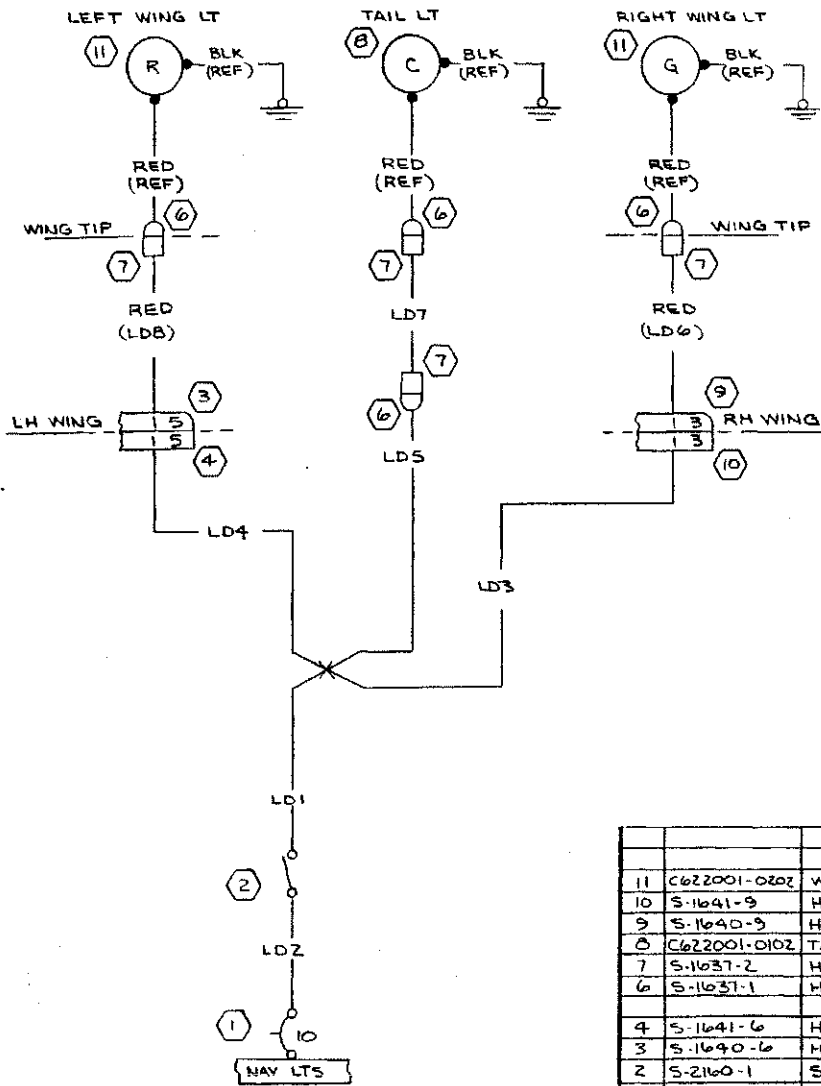 LEFT WING LT
TAIL LT
RIGHT WING LT
11
R
BLK
(REF)
8
C
BLK
(REF)
11
G
BLK
(REF)
RED
(REF)
RED
(REF)
RED
(REF)
6
6
6
WING TIP
WING TIP
7
7
7
RED
(LD8)
LD7
RED
(LD6)
7
3
9
6
LH WING
5
5
3
3
RH WING
4
LD5
10
LD4
LD3
LD1
2
LD2
1
10
NAV LTS
11 C622001-0202 W
10 S-1641-9 H
9 S-1640-9 H
8 C622001-0102 T
7 S-1637-2 H
6 S-1637-1 H
4 S-1641-6 H
3 S-1640-6 H
2 S-2160-1 S